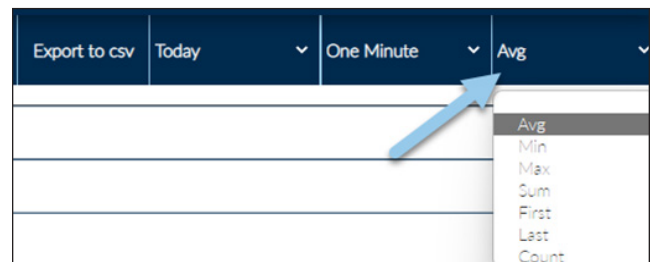 Export to csv Today One Minute Avg
Avg
Min
Max
Sum
First
Last
Count